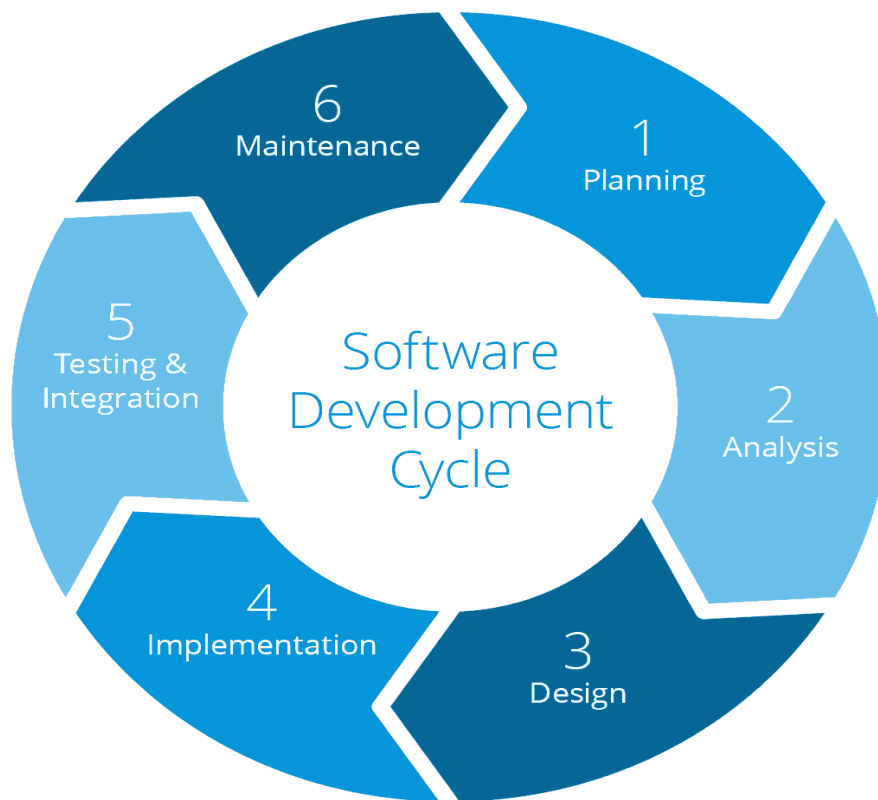 Software
Development
Cycle
1
Planning
2
Analysis
3
Design
4
Implementation
5
Testing &
Integration
6
Maintenance